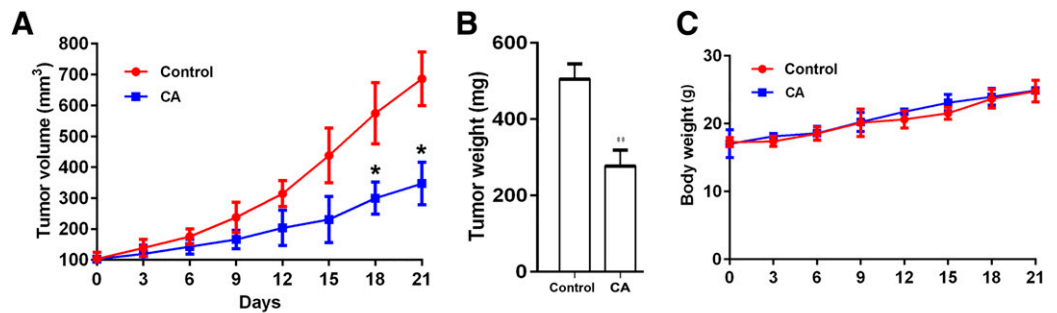 A
Tumor volume (mm³)
800
700
600
500
400
300
200
100
Control
CA
*
*
0 3 6 9 12 15 18 21
Days
B
Tumor weight (mg)
600
400
200
0
**
Control CA
C
Body weight (g)
30
20
10
0
Control
CA
0 3 6 9 12 15 18 21